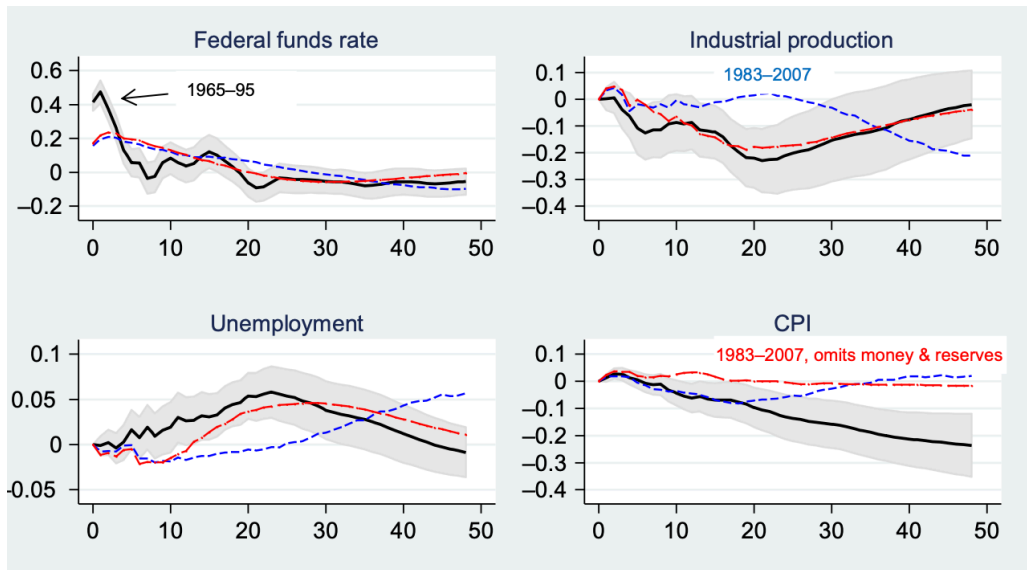 Federal funds rate
0.6
0.4
0.2
0
–0.2
1965–95
0 10 20 30 40 50
Industrial production
0.1
0
–0.1
–0.2
–0.3
–0.4
1983–2007
0 10 20 30 40 50
Unemployment
0.1
0.05
0
-0.05
0 10 20 30 40 50
CPI
1983–2007, omits money & reserves
0.1
0
–0.1
–0.2
–0.3
–0.4
0 10 20 30 40 50